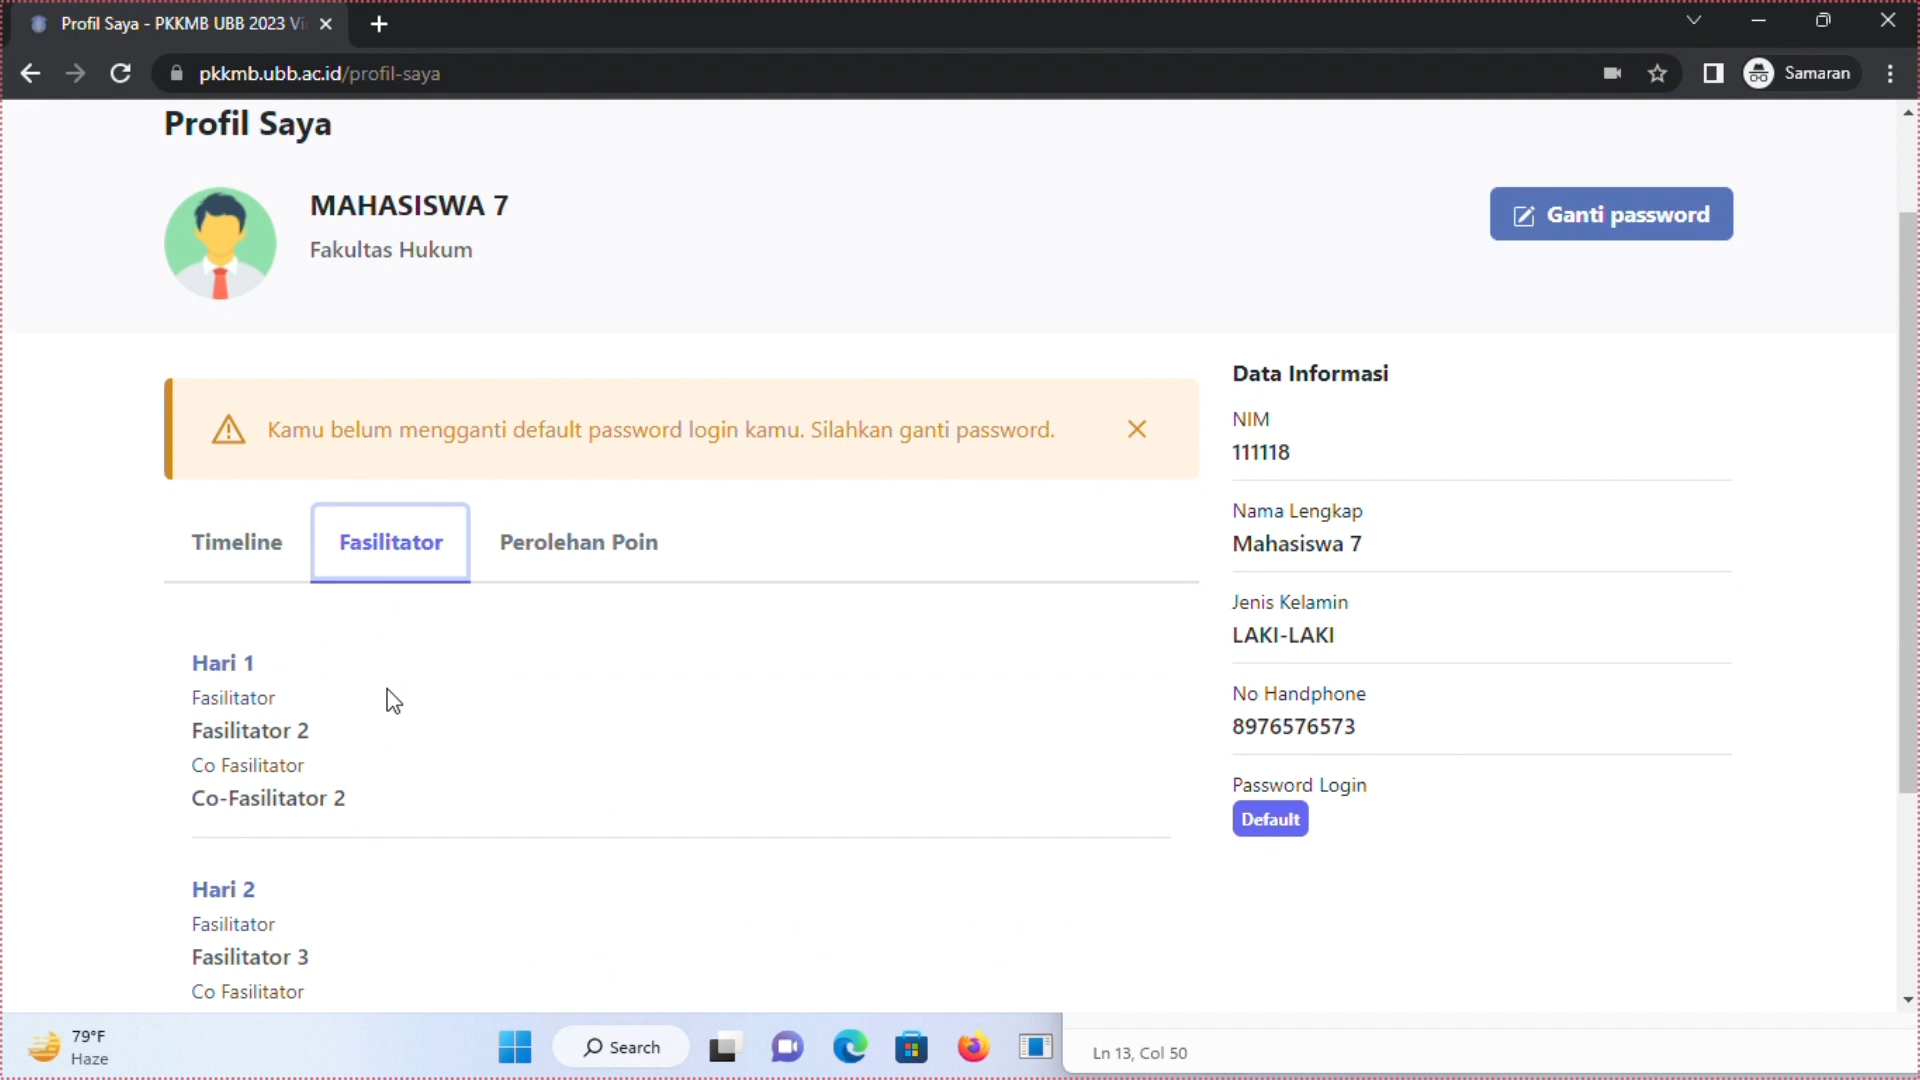 Profil Saya - PKKMB UBB 2023 Vi
pkkmb.ubb.ac.id/profil-saya
Samaran
Profil Saya
MAHASISWA 7
Fakultas Hukum
Ganti password
Kamu belum mengganti default password login kamu. Silahkan ganti password.
Timeline
Fasilitator
Perolehan Poin
Hari 1
Fasilitator
Fasilitator 2
Co Fasilitator
Co-Fasilitator 2
Hari 2
Fasilitator
Fasilitator 3
Co Fasilitator
Data Informasi
NIM
111118
Nama Lengkap
Mahasiswa 7
Jenis Kelamin
LAKI-LAKI
No Handphone
8976576573
Password Login
Default
79°F
Haze
Search
Ln 13, Col 50